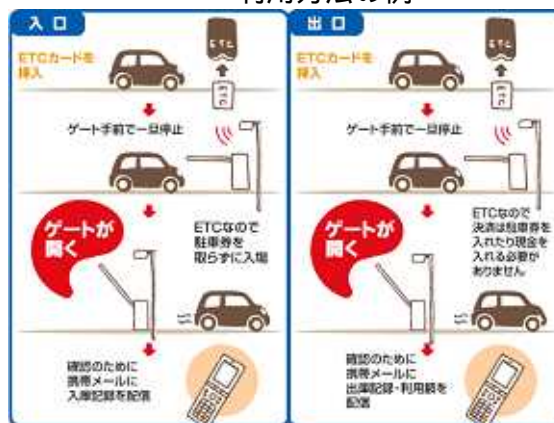 利用方法の例
入口
ETCカードを
挿入
ETC
ETC
ゲート手前で一旦停止
ゲートが
開く
ETCなので
駐車券を
取らずに入場
確認のために
携帯メールに
入庫記録を配信
出口
ETCカードを
挿入
ETC
ETC
ゲート手前で一旦停止
ゲートが
開く
ETCなので
決済は駐車券を
入れたり現金を
入れる必要が
ありません
確認のために
携帯メールに
出庫記録・利用額を
配信